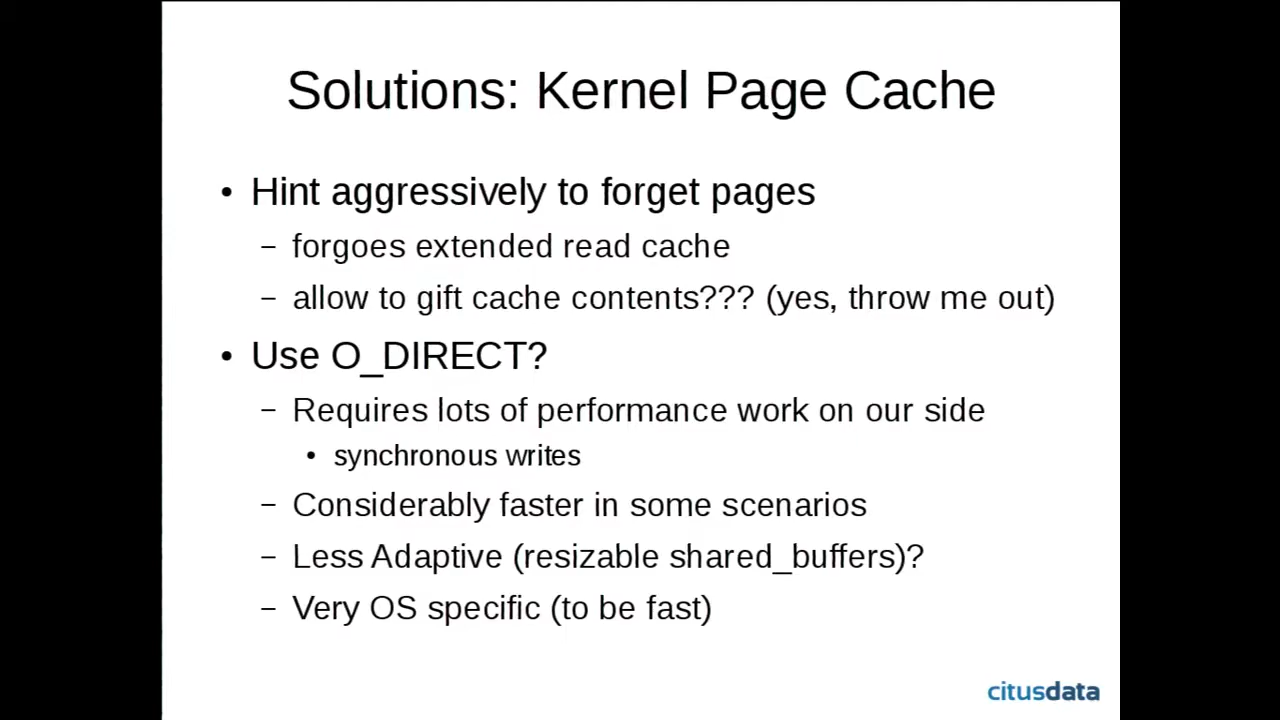 Solutions: Kernel Page Cache
• Hint aggressively to forget pages
– forgoes extended read cache
– allow to gift cache contents??? (yes, throw me out)
• Use O_DIRECT?
– Requires lots of performance work on our side
• synchronous writes
– Considerably faster in some scenarios
– Less Adaptive (resizable shared_buffers)?
– Very OS specific (to be fast)
citusdata